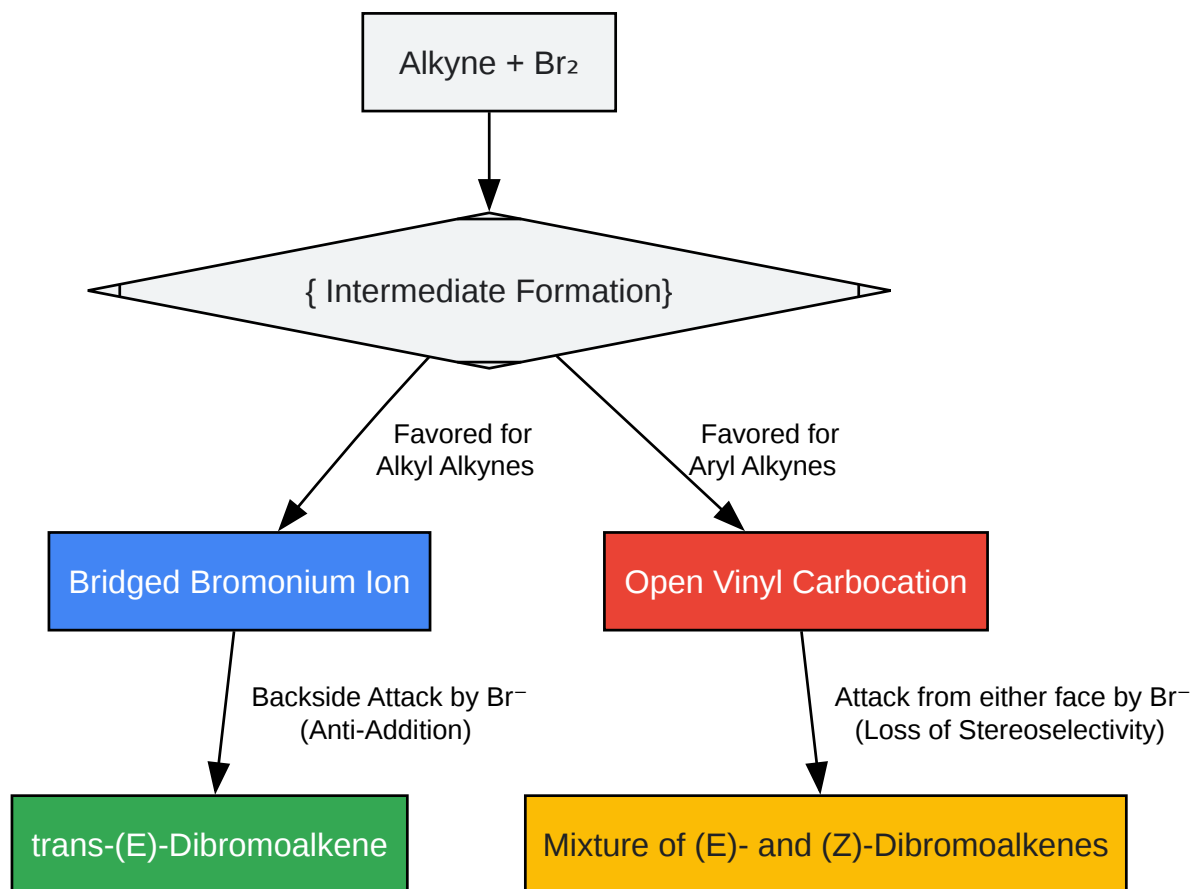 Alkyne + Br₂
{ Intermediate Formation}
Favored for
Alkyl Alkynes
Favored for
Aryl Alkynes
Bridged Bromonium Ion
Open Vinyl Carbocation
Backside Attack by Br⁻
(Anti-Addition)
Attack from either face by Br⁻
(Loss of Stereoselectivity)
trans-(E)-Dibromoalkene
Mixture of (E)- and (Z)-Dibromoalkenes